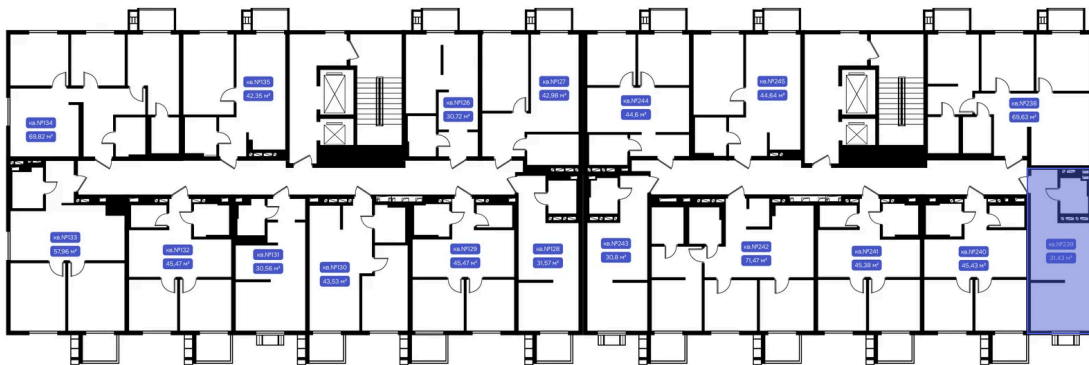 кв.№135
42,35 м²
кв.№126
30,72 м²
кв.№127
42,98 м²
кв.№244
44,6 м²
кв.№245
44,64 м²
кв.№238
69,63 м²
кв.№134
69,82 м²
кв.№133
57,96 м²
кв.№132
45,47 м²
кв.№131
30,56 м²
кв.№130
43,53 м²
кв.№129
45,47 м²
кв.№128
31,57 м²
кв.№243
30,8 м²
кв.№242
71,47 м²
кв.№241
45,38 м²
кв.№240
45,43 м²
кв.№239
31,43 м²